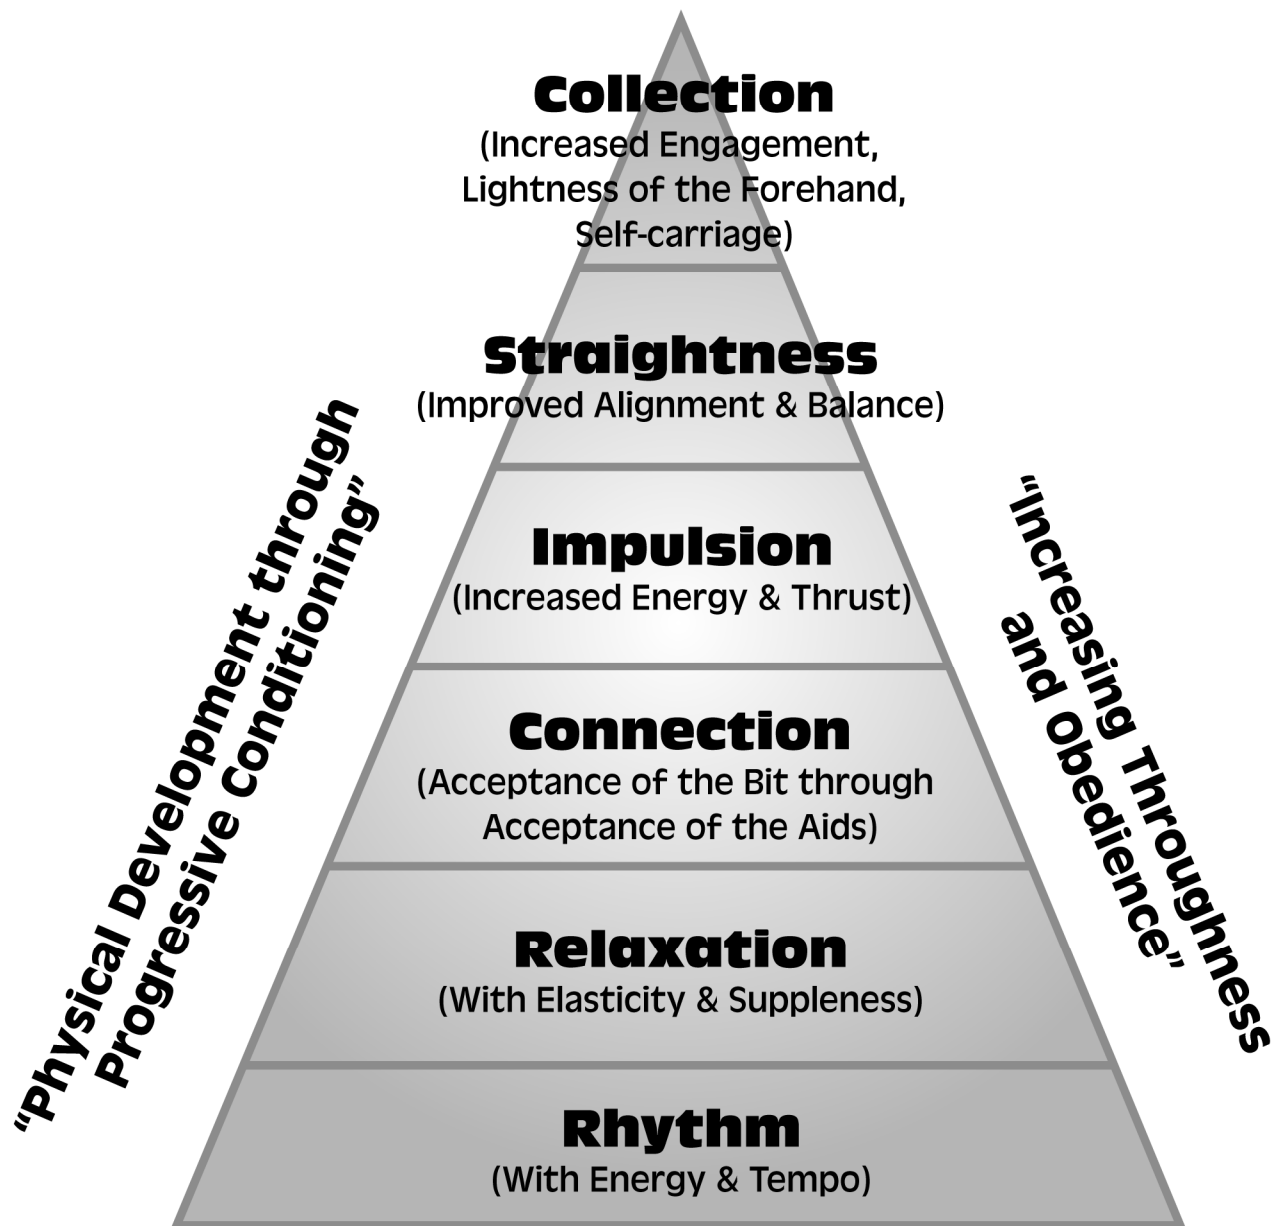 Collection
(Increased Engagement,
Lightness of the Forehand,
Self-carriage)
Straightness
(Improved Alignment & Balance)
Impulsion
(Increased Energy & Thrust)
Connection
(Acceptance of the Bit through
Acceptance of the Aids)
Relaxation
(With Elasticity & Suppleness)
Rhythm
(With Energy & Tempo)
“Physical Development through
Progressive Conditioning”
“Increasing Throughness
and Obedience”